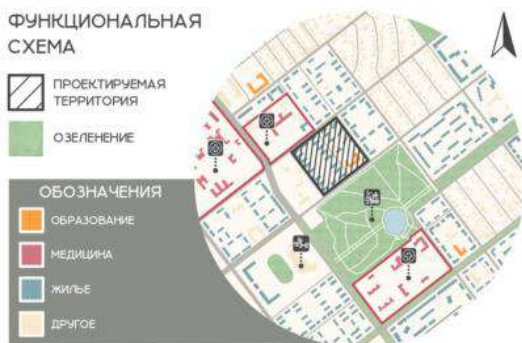 ФУНКЦИОНАЛЬНАЯ
СХЕМА
ПРОЕКТИРУЕМАЯ
ТЕРРИТОРИЯ
ОЗЕЛЕНЕНИЕ
ОБОЗНАЧЕНИЯ
ОБРАЗОВАНИЕ
МЕДИЦИНА
ЖИЛЬЕ
ДРУГОЕ